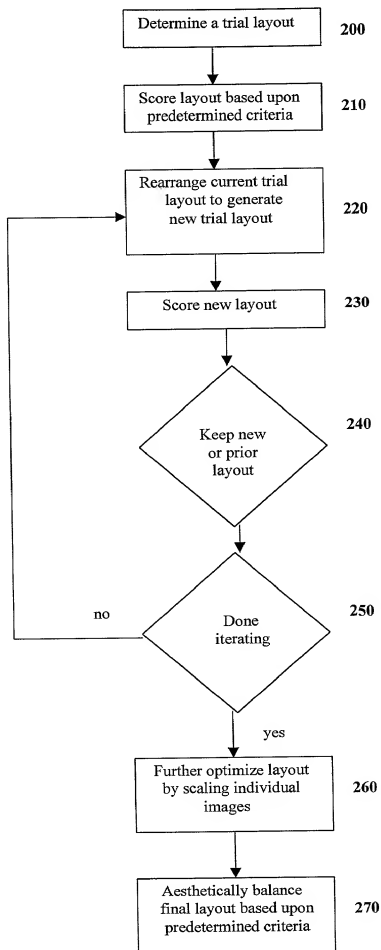 Determine a trial layout
200
Score layout based upon
predetermined criteria
210
Rearrange current trial
layout to generate
new trial layout
220
Score new layout
230
Keep new
or prior
layout
240
Done
iterating
250
no
yes
Further optimize layout
by scaling individual
images
260
Aesthetically balance
final layout based upon
predetermined criteria
270